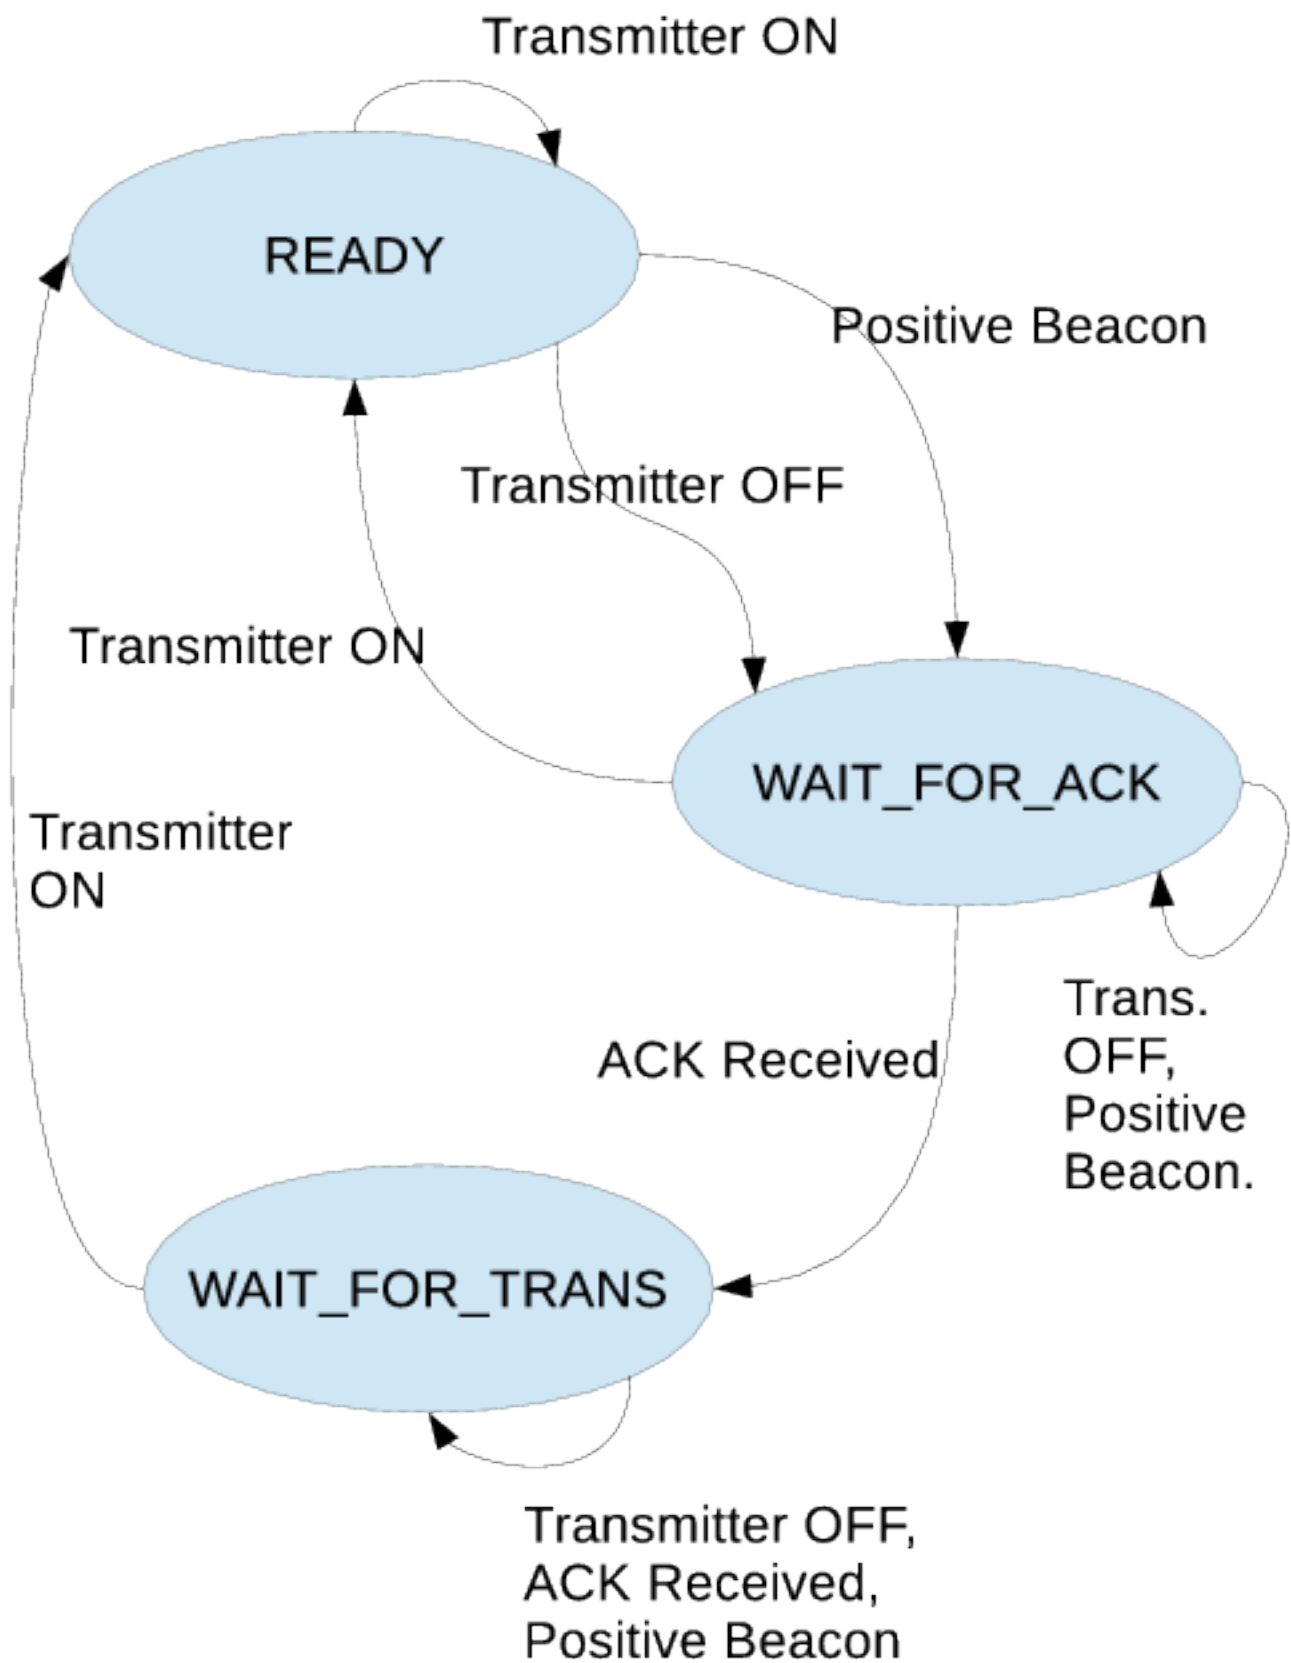 Transmitter ON
READY
Positive Beacon
Transmitter OFF
Transmitter ON
WAIT_FOR_ACK
Transmitter
ON
Trans.
OFF,
Positive
Beacon.
ACK Received
WAIT_FOR_TRANS
Transmitter OFF,
ACK Received,
Positive Beacon